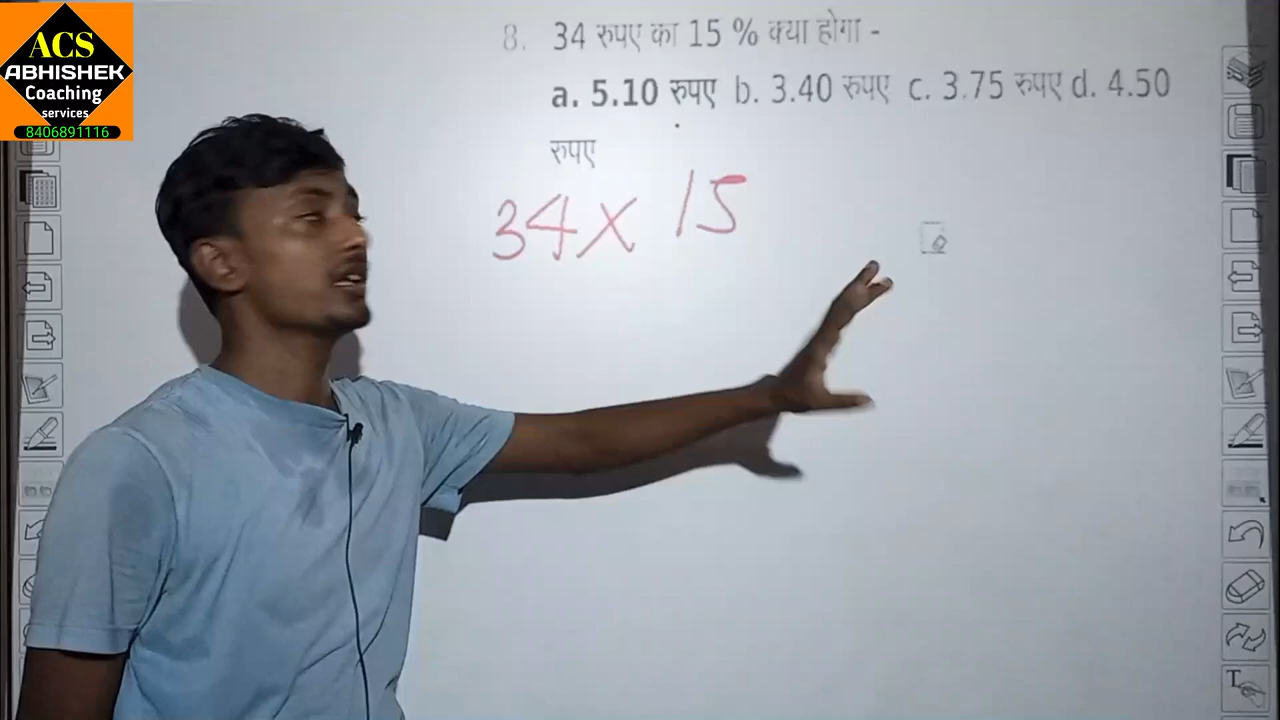 ACS
ABHISHEK
Coaching
services
8406891116
8. 34 रुपए का 15 % क्या होगा -
a. 5.10 रुपए b. 3.40 रुपए c. 3.75 रुपए d. 4.50
रुपए
34 x 15
T